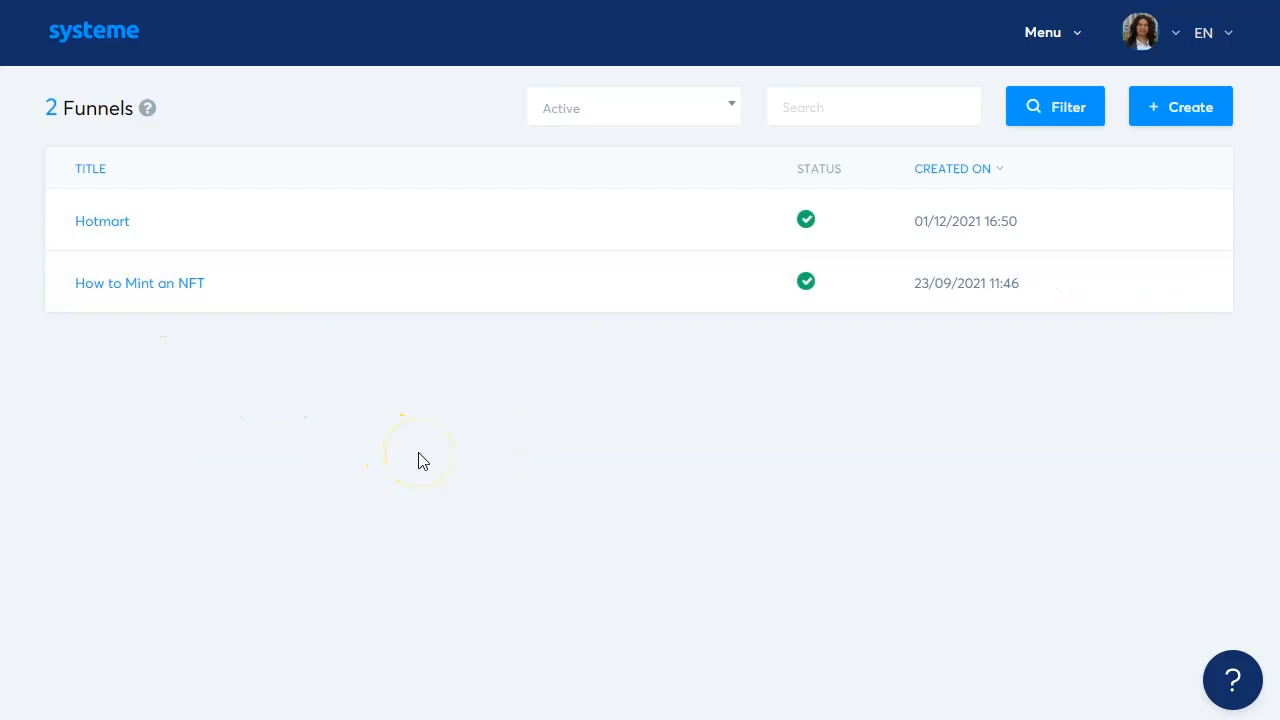 systeme
Menu
EN
2 Funnels ?
Active
Search
Filter
+ Create
TITLE
STATUS
CREATED ON
Hotmart
01/12/2021 16:50
How to Mint an NFT
23/09/2021 11:46
?